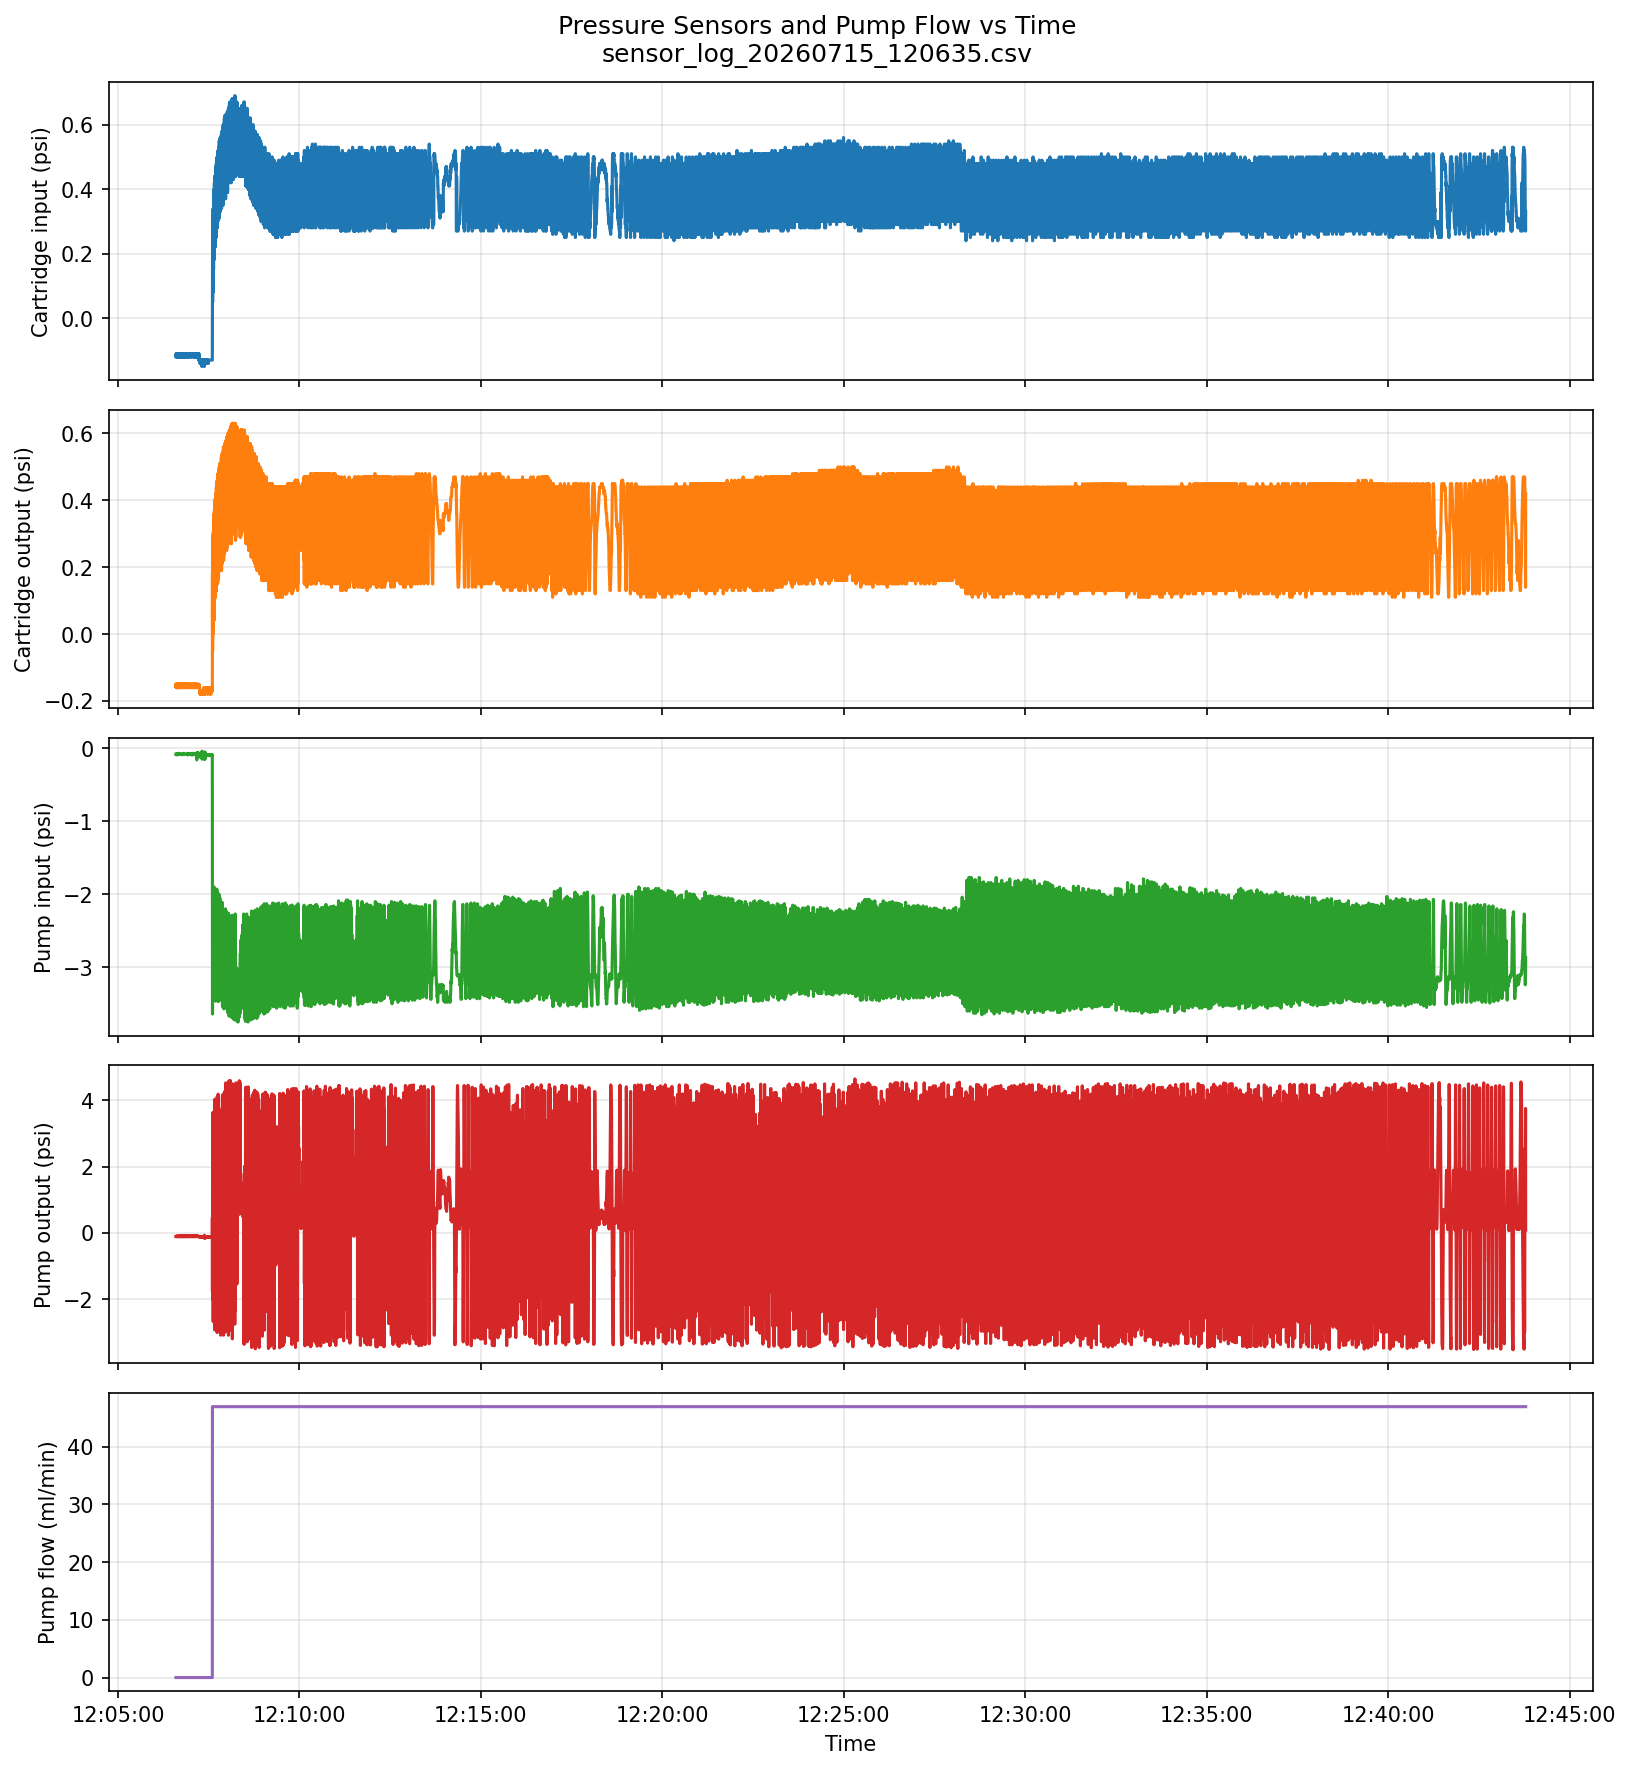 Pressure Sensors and Pump Flow vs Time
sensor_log_20260715_120635.csv
Cartridge input (psi)
0.6
0.4
0.2
0.0
Cartridge output (psi)
0.6
0.4
0.2
0.0
−0.2
Pump input (psi)
0
−1
−2
−3
Pump output (psi)
4
2
0
−2
Pump flow (ml/min)
40
30
20
10
0
12:05:00 12:10:00 12:15:00 12:20:00 12:25:00 12:30:00 12:35:00 12:40:00 12:45:00
Time